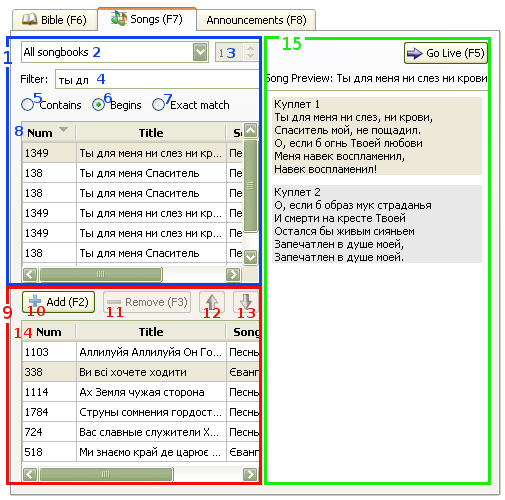 Bible (F6) Songs (F7) Announcements (F8)
1 All songbooks 2 1 3
15 Go Live (F5)
Filter: ты дл 4
Song Preview: Ты для меня ни слез ни крови
5 Contains 6 Begins 7 Exact match
8 Num Title So
1349 Ты для меня ни слез ни кр... Пе
138 Ты для меня Спаситель Пе
138 Ты для меня Спаситель Пе
1349 Ты для меня ни слез ни кр... Пе
1349 Ты для меня ни слез ни кр... Пе
138 Ты для меня Спаситель Пе
Куплет 1
Ты для меня ни слез, ни крови,
Спаситель мой, не пощадил.
О, если б огнь Твоей любови
Меня навек воспламенил,
Навек воспламенил!
Куплет 2
О, если б образ мук страданья
И смерти на кресте Твоей
Остался бы живым сияньем
Запечатлен в душе моей,
Запечатлен в душе моей.
9 Add (F2) Remove (F3)
10 11 12 13
14 Num Title Song
1103 Аллилуйя Аллилуйя Он Го... Песнь
338 Ви всі хочете ходити Єванг
1114 Ах Земля чужая сторона Песнь
1784 Струны сомнения гордост... Песнь
724 Вас славные служители Х... Песнь
518 Ми знаємо край де царює ... Єванг